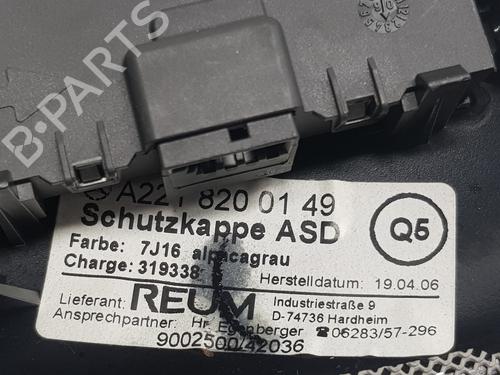 B-PARTS
A221 820 01 49
Schutzkappe ASD
Q5
Farbe: 7J16 alpacagrau
Charge: 319338
Herstelldatum: 19.04.06
Lieferant: REUM Industriestraße 9
D-74736 Hardheim
Ansprechpartner: Hr. Egenberger ☎06283/57-296
9002500/42036